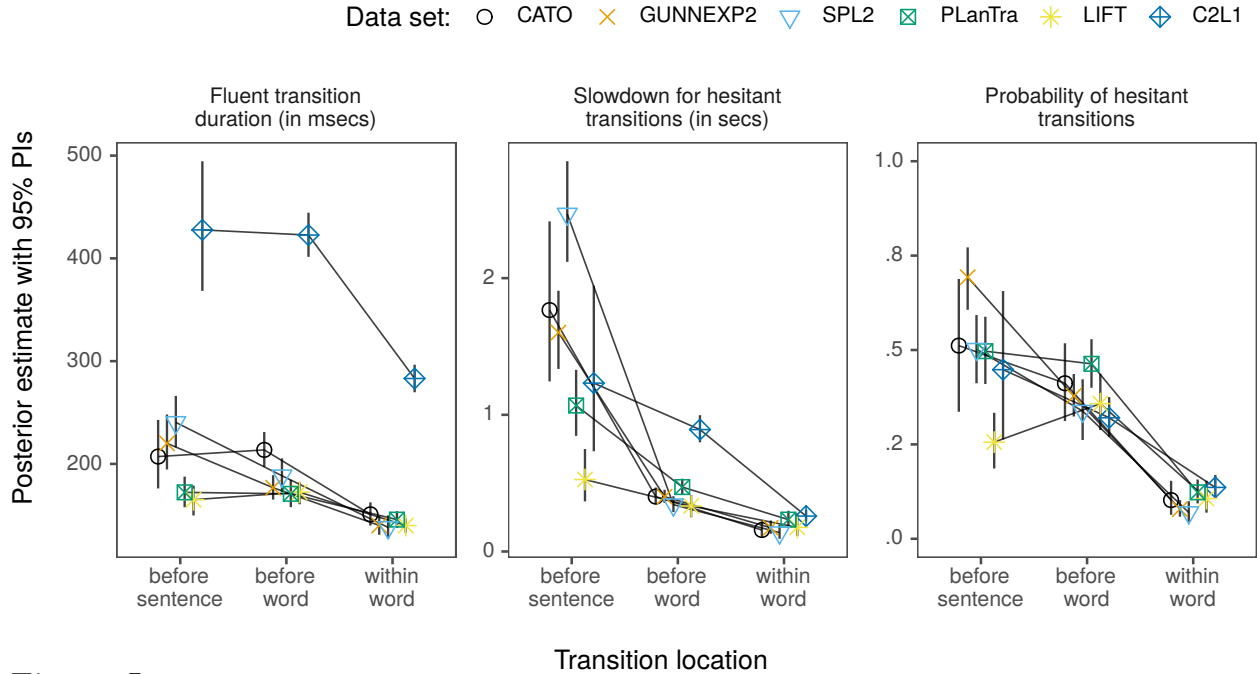 Data set: CATO GUNNEXP2 SPL2 PLanTra LIFT C2L1
Fluent transition
duration (in msecs)
Slowdown for hesitant
transitions (in secs)
Probability of hesitant
transitions
Posterior estimate with 95% PIs
500
400
300
200
2
1
0
1.0
.8
.5
.2
.0
before
sentence
before
word
within
word
before
sentence
before
word
within
word
before
sentence
before
word
within
word
Transition location